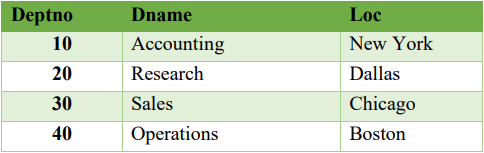 Deptno Dname Loc
10 Accounting New York
20 Research Dallas
30 Sales Chicago
40 Operations Boston